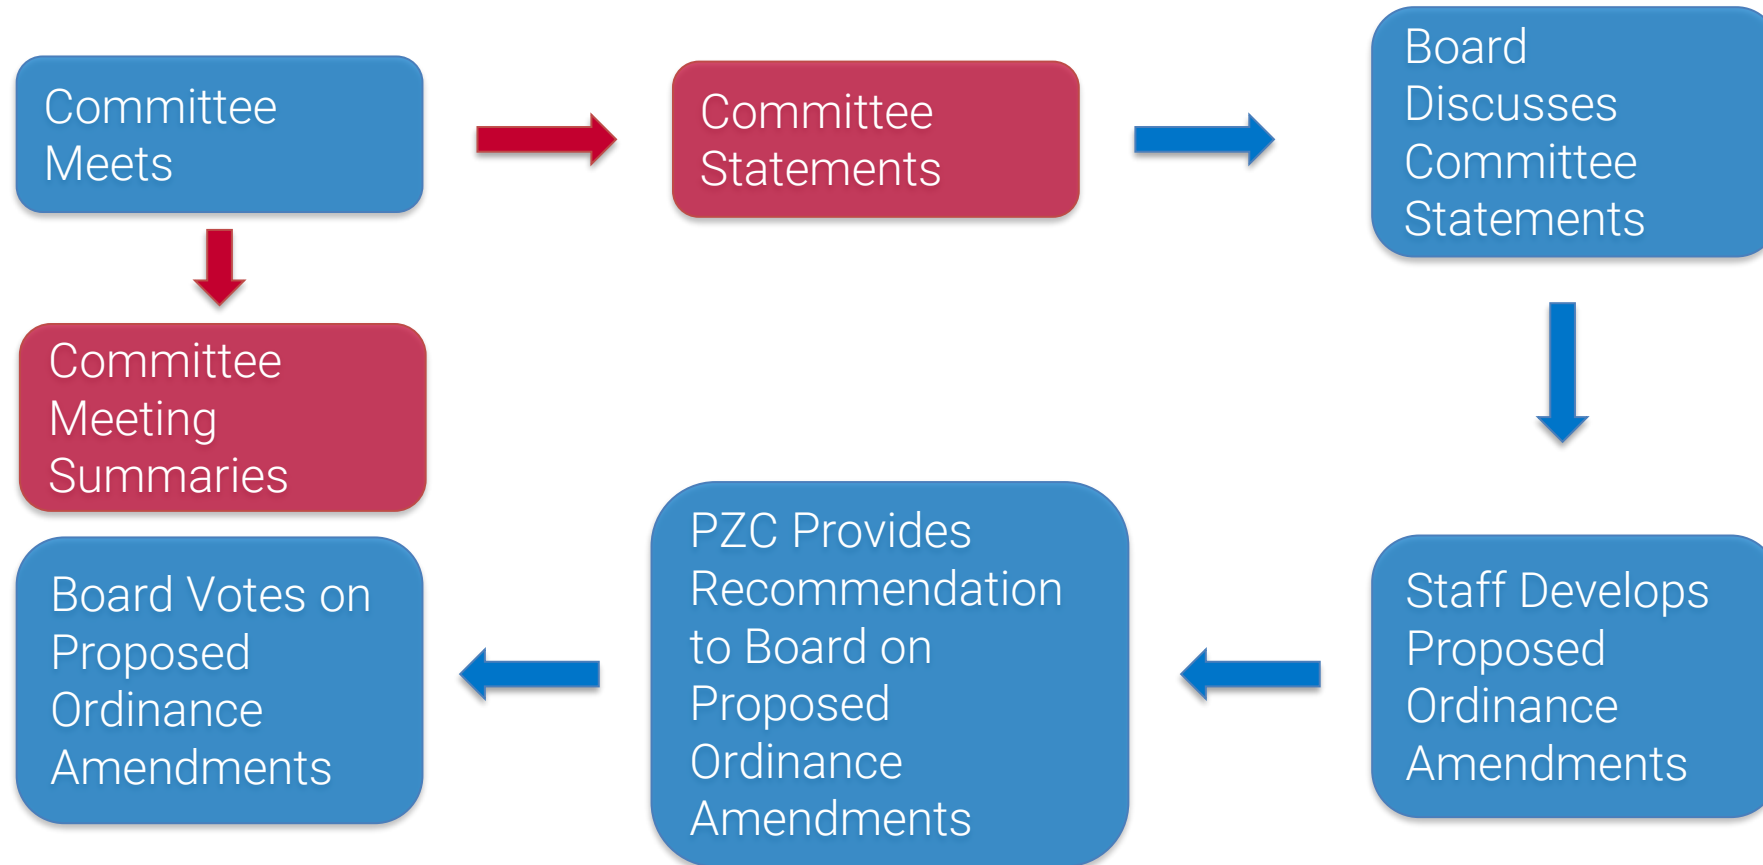 Committee
Meets
Committee
Statements
Board
Discusses
Committee
Statements
Committee
Meeting
Summaries
Staff Develops
Proposed
Ordinance
Amendments
PZC Provides
Recommendation
to Board on
Proposed
Ordinance
Amendments
Board Votes on
Proposed
Ordinance
Amendments